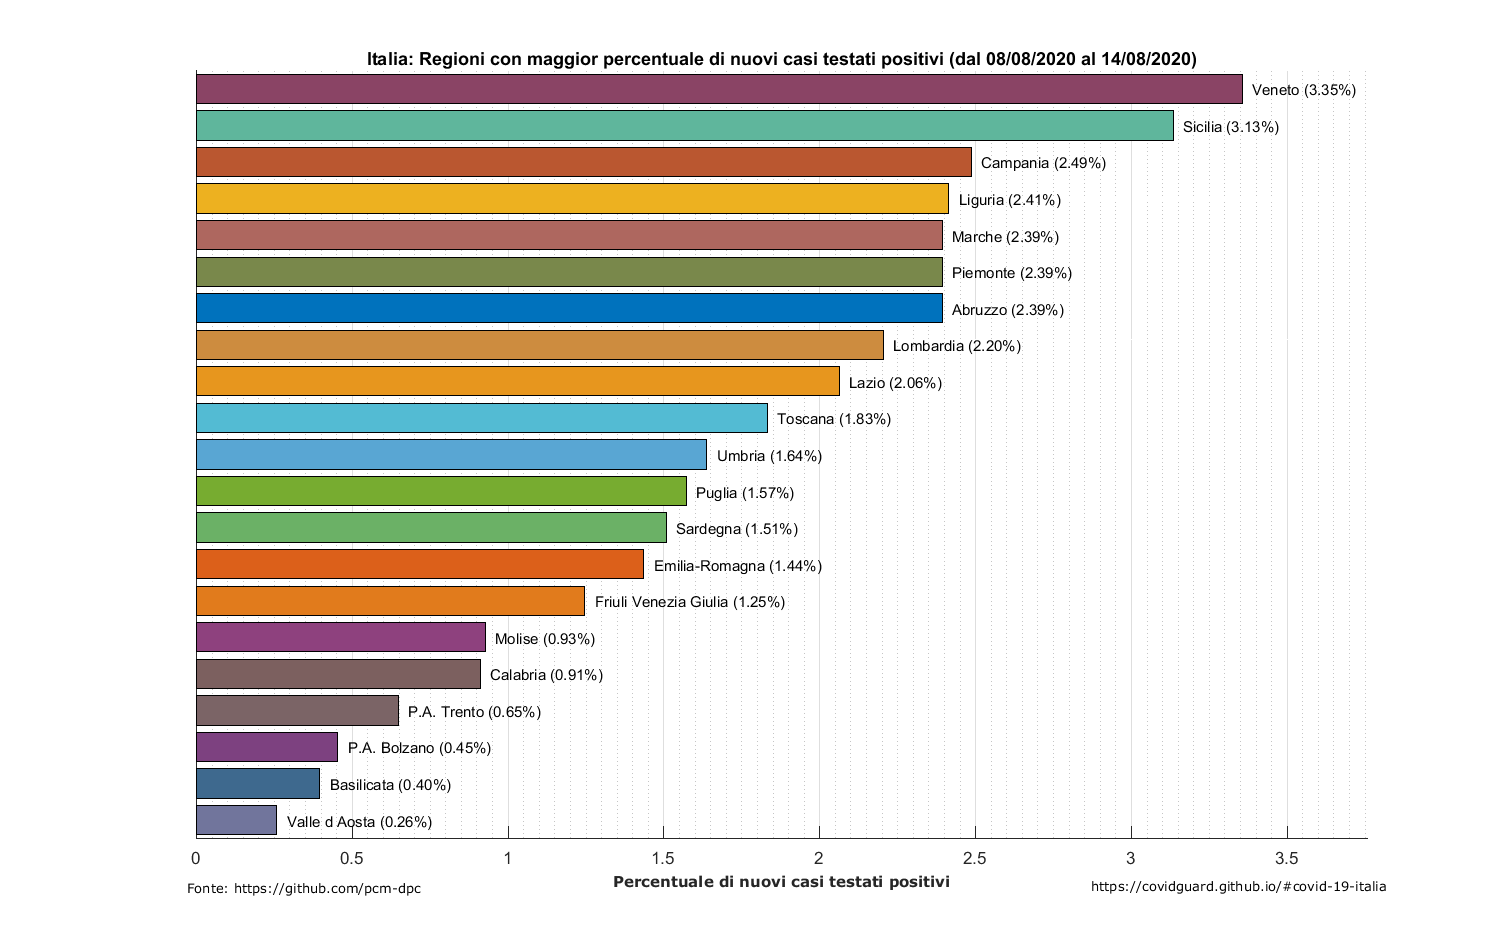 Italia: Regioni con maggior percentuale di nuovi casi testati positivi (dal 08/08/2020 al 14/08/2020)
Veneto (3.35%)
Sicilia (3.13%)
Campania (2.49%)
Liguria (2.41%)
Marche (2.39%)
Piemonte (2.39%)
Abruzzo (2.39%)
Lombardia (2.20%)
Lazio (2.06%)
Toscana (1.83%)
Umbria (1.64%)
Puglia (1.57%)
Sardegna (1.51%)
Emilia-Romagna (1.44%)
Friuli Venezia Giulia (1.25%)
Molise (0.93%)
Calabria (0.91%)
P.A. Trento (0.65%)
P.A. Bolzano (0.45%)
Basilicata (0.40%)
Valle d Aosta (0.26%)
0 0.5 1 1.5 2 2.5 3 3.5
Percentuale di nuovi casi testati positivi
Fonte: https://github.com/pcm-dpc
https://covidguard.github.io/#covid-19-italia